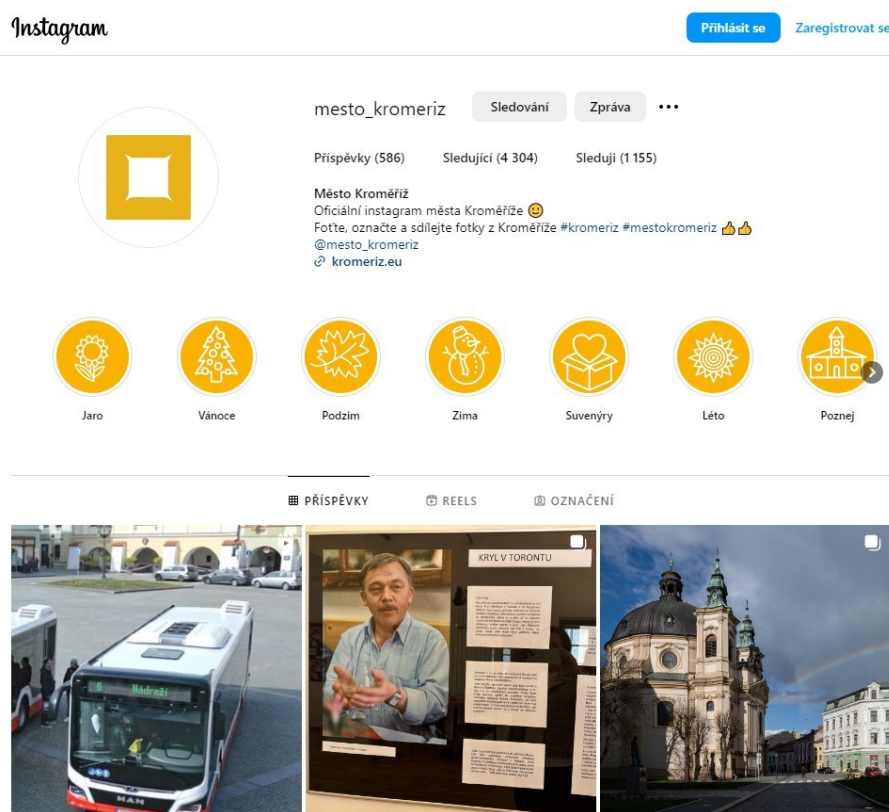 Instagram
Přihlásit se
Zaregistrovat se
mesto_kromeriz
Sledování
Zpráva
Příspěvky (586)
Sledující (4 304)
Sleduji (1 155)
Město Kroměříž
Oficiální instagram města Kroměříže 🙂
Foťte, označte a sdílejte fotky z Kroměříže #kromeriz #mestokromeriz 👍👍
@mesto_kromeriz
kromeriz.eu
Jaro
Vánoce
Podzim
Zima
Suvenýry
Léto
Poznej
PŘÍSPĚVKY
REELS
OZNAČENÍ
6 Nádraží
MAN
KRYL V TORONTU